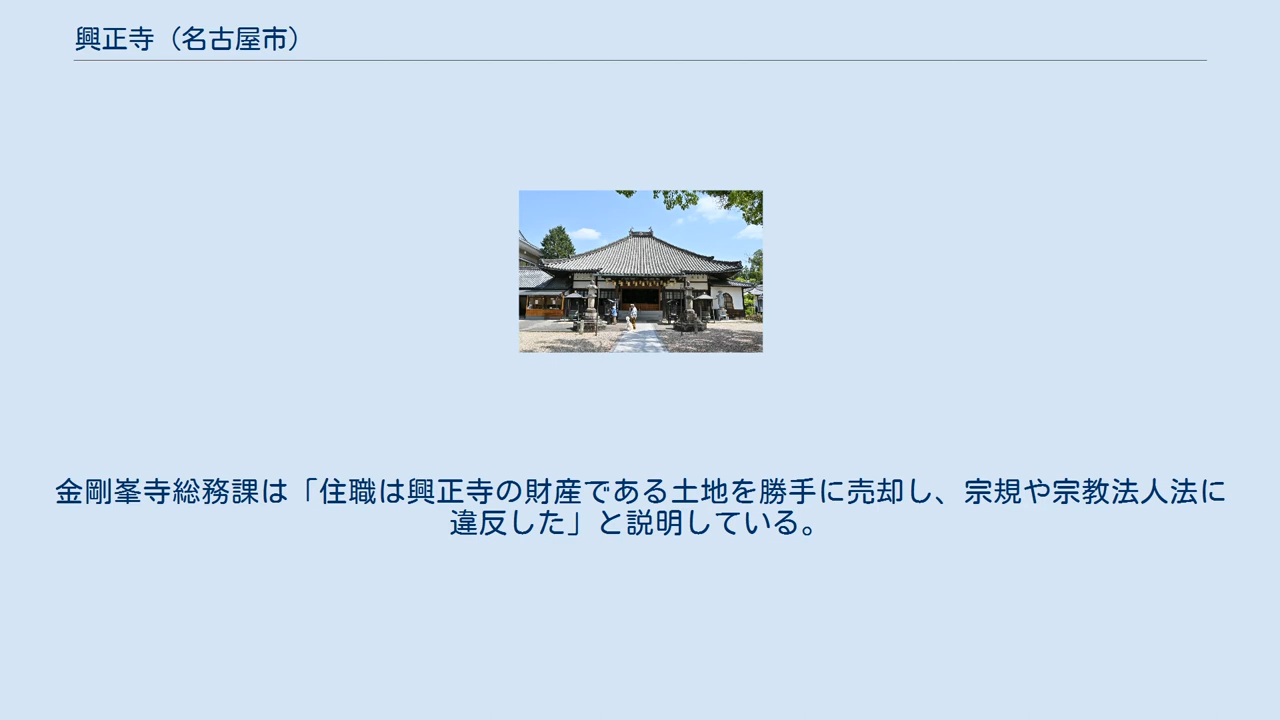 興正寺（名古屋市）
金剛峯寺総務課は「住職は興正寺の財産である土地を勝手に売却し、宗規や宗教法人法に
違反した」と説明している。